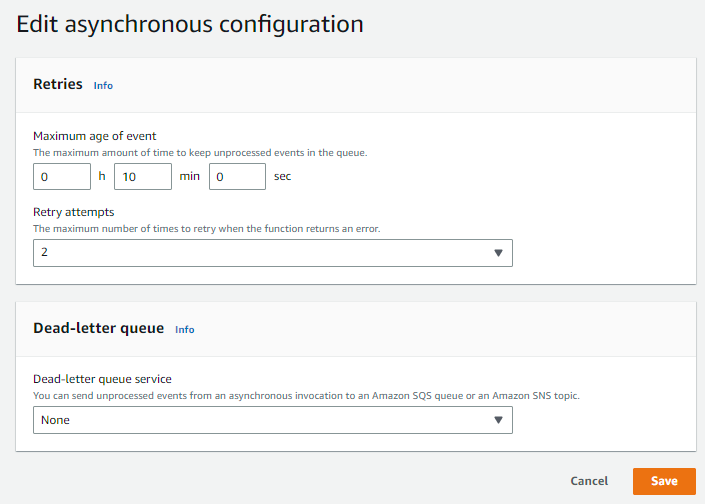 Edit asynchronous configuration
Retries Info
Maximum age of event
The maximum amount of time to keep unprocessed events in the queue.
0 h 10 min 0 sec
Retry attempts
The maximum number of times to retry when the function returns an error.
2
Dead-letter queue Info
Dead-letter queue service
You can send unprocessed events from an asynchronous invocation to an Amazon SQS queue or an Amazon SNS topic.
None
Cancel Save